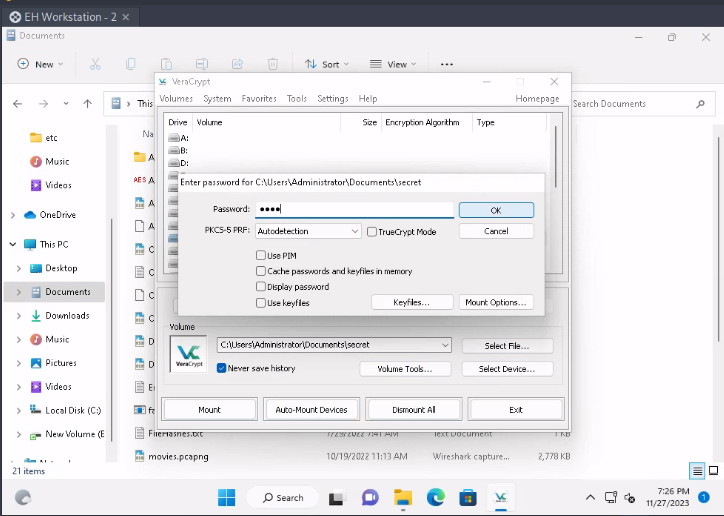 EH Workstation - 2
Documents
New
Sort
View
VeraCrypt
Volumes System Favorites Tools Settings Help Homepage
This
Search Documents
Drive Volume Size Encryption Algorithm Type
A:
B:
D:
Enter password for C:\Users\Administrator\Documents\secret
Password:
OK
PKCS-5 PRF: Autodetection
TrueCrypt Mode
Cancel
Use PIM
Cache passwords and keyfiles in memory
Display password
Use keyfiles
Keyfiles...
Mount Options...
Volume
VeraCrypt
C:\Users\Administrator\Documents\secret
Select File...
Never save history
Volume Tools...
Select Device...
Mount
Auto-Mount Devices
Dismount All
Exit
etc
Music
Videos
OneDrive
This PC
Desktop
Documents
Downloads
Music
Pictures
Videos
Local Disk (C:)
New Volume (E
Na
AES
FileHashes.txt 7/29/2022 7:41 AM Text Document 1 KB
movies.pcapng 10/19/2022 11:13 AM Wireshark capture... 2,778 KB
21 items
Search
7:26 PM
11/27/2023
1